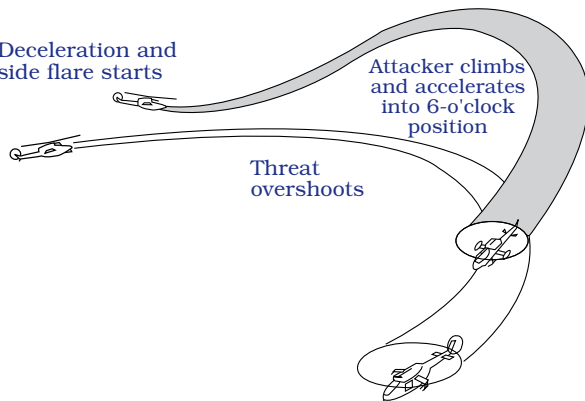 Deceleration and
side flare starts
Attacker climbs
and accelerates
into 6-o'clock
position
Threat
overshoots